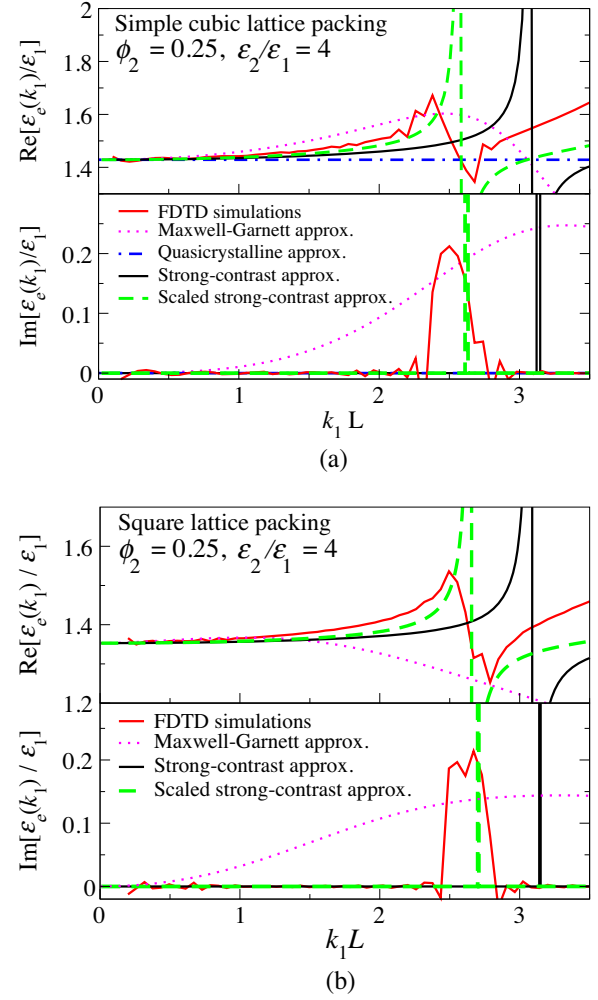 Simple cubic lattice packing
ϕ₂ = 0.25, ε₂/ε₁ = 4
Re[εₑ(k₁)/ε₁]
2
1.8
1.6
1.4
Im[εₑ(k₁)/ε₁]
0.2
0.1
0
FDTD simulations
Maxwell-Garnett approx.
Quasicrystalline approx.
Strong-contrast approx.
Scaled strong-contrast approx.
0 1 2 3
k₁ L
(a)
Square lattice packing
ϕ₂ = 0.25, ε₂/ε₁ = 4
Re[εₑ(k₁) / ε₁]
1.6
1.4
1.2
Im[εₑ(k₁) / ε₁]
1.2
0.2
0.1
0
FDTD simulations
Maxwell-Garnett approx.
Strong-contrast approx.
Scaled strong-contrast approx.
0 1 2 3
k₁L
(b)